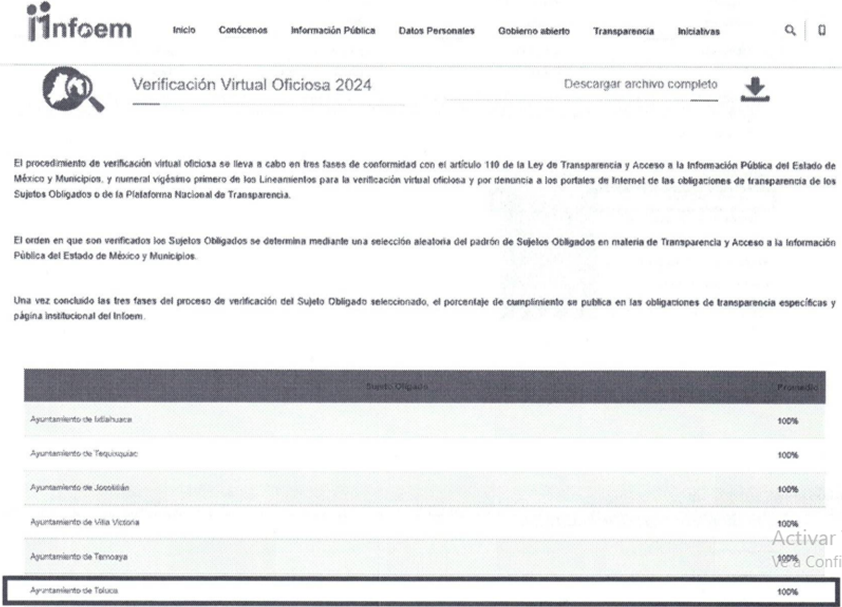 infoem
Inicio Conócenos Información Pública Datos Personales Gobierno abierto Transparencia Iniciativas
Verificación Virtual Oficiosa 2024 Descargar archivo completo
El procedimiento de verificación virtual oficiosa se lleva a cabo en tres fases de conformidad con el artículo 110 de la Ley de Transparencia y Acceso a la Información Pública del Estado de
México y Municipios, y numeral vigésimo primero de los Lineamientos para la verificación virtual oficiosa y por denuncia a los portales de Internet de las obligaciones de transparencia de los
Sujetos Obligados o de la Plataforma Nacional de Transparencia.
El orden en que son verificados los Sujetos Obligados se determina mediante una selección aleatoria del padrón de Sujetos Obligados en materia de Transparencia y Acceso a la Información
Pública del Estado de México y Municipios.
Una vez concluido las tres fases del proceso de verificación del Sujeto Obligado seleccionado, el porcentaje de cumplimiento se publica en las obligaciones de transparencia específicas y
página institucional del Infoem.
Sujeto Obligado Promedio
Ayuntamiento de Ixtlahuaca 100%
Ayuntamiento de Tequixquiac 100%
Ayuntamiento de Jocotitlán 100%
Ayuntamiento de Villa Victoria 100%
Activar
Ayuntamiento de Temoaya 100%
Ve a Confi
Ayuntamiento de Toluca 100%